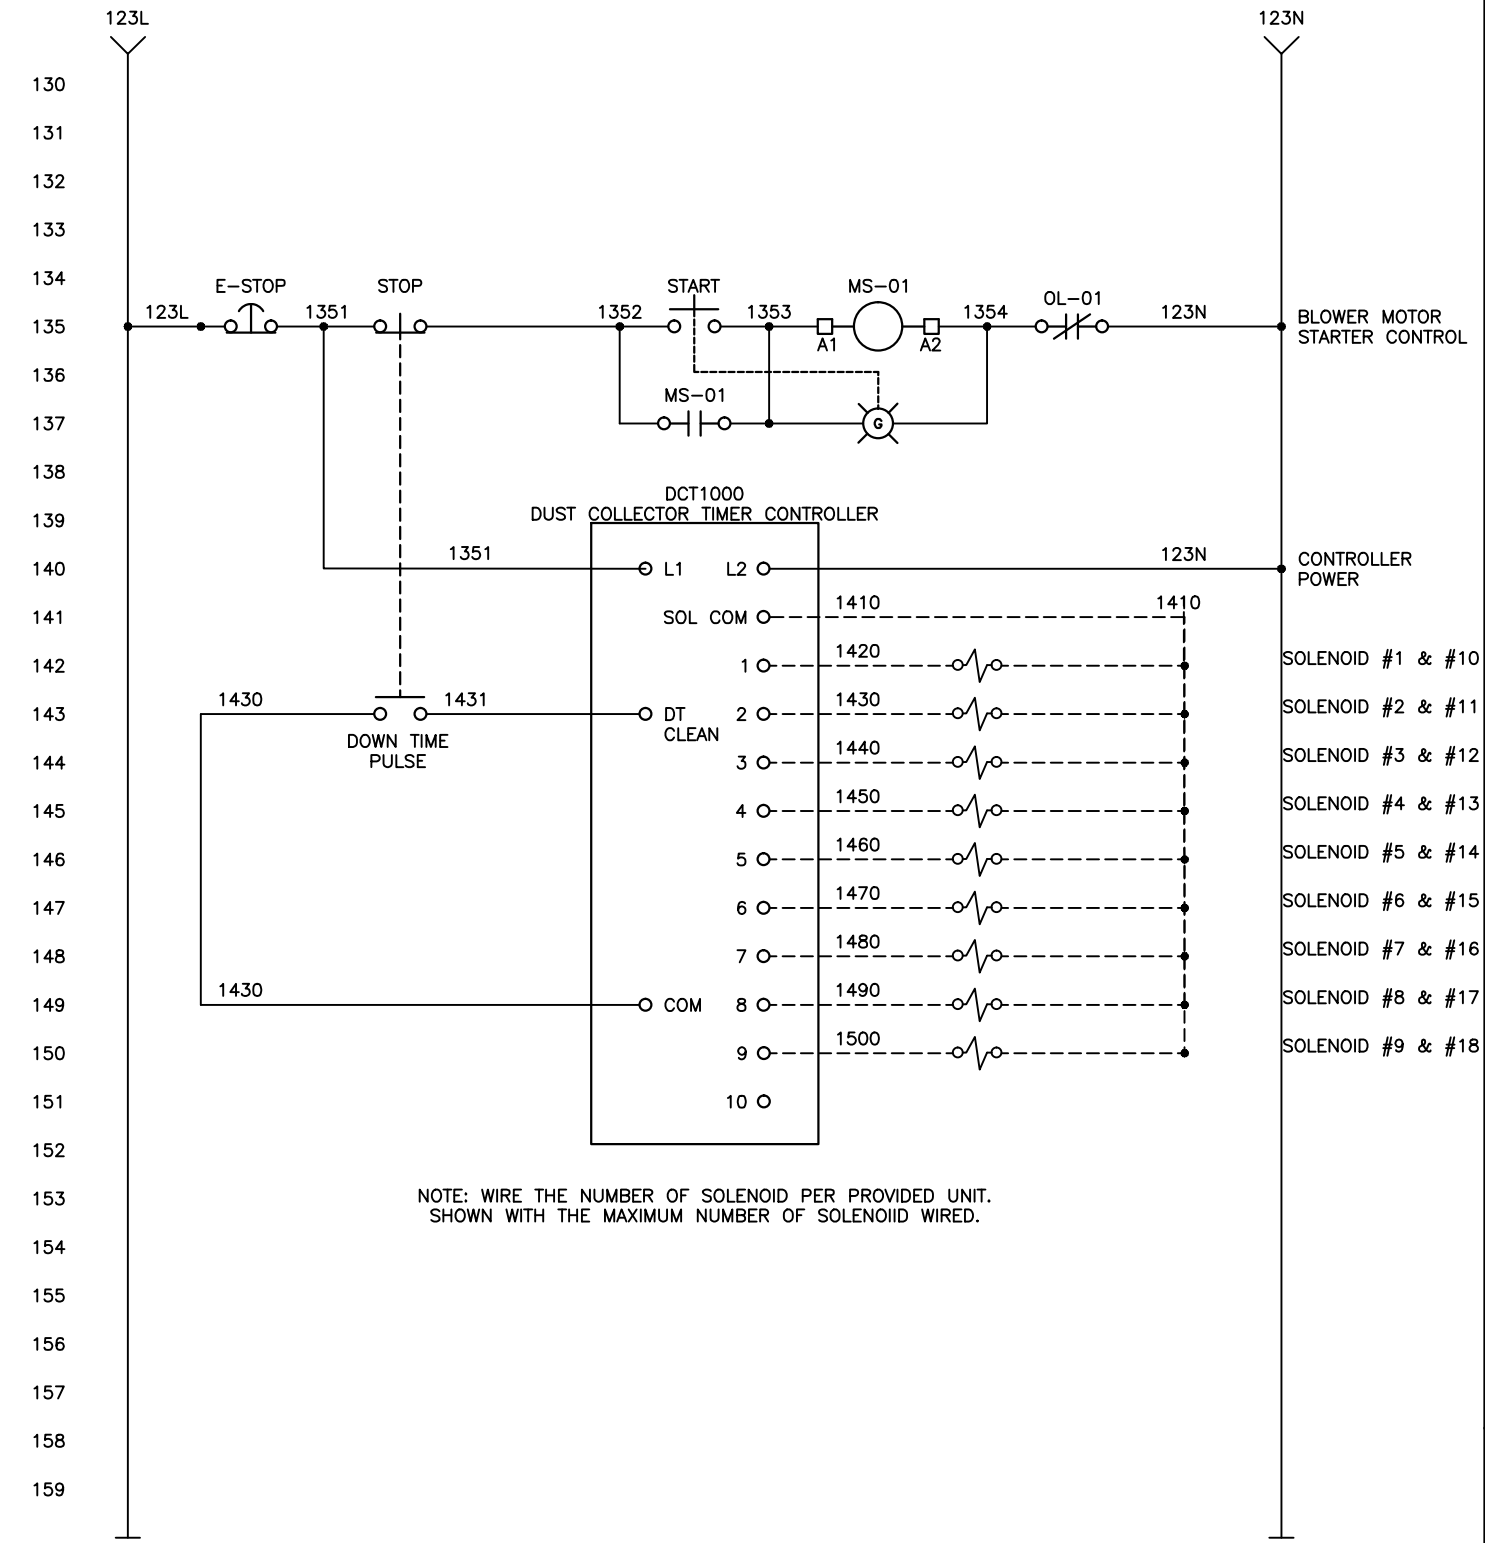 123L 123N
130
131
132
133
134 E-STOP STOP START MS-01 OL-01
135 123L 1351 1352 1353 A1 A2 1354 123N BLOWER MOTOR
STARTER CONTROL
136 MS-01
137 G
138
DCT1000
139 DUST COLLECTOR TIMER CONTROLLER
140 1351 L1 L2 123N CONTROLLER
POWER
141 SOL COM 1410 1410
142 1 1420 SOLENOID #1 & #10
143 1430 1431 DT 2 1430 SOLENOID #2 & #11
CLEAN
DOWN TIME
PULSE
144 3 1440 SOLENOID #3 & #12
145 4 1450 SOLENOID #4 & #13
146 5 1460 SOLENOID #5 & #14
147 6 1470 SOLENOID #6 & #15
148 7 1480 SOLENOID #7 & #16
149 1430 COM 8 1490 SOLENOID #8 & #17
150 9 1500 SOLENOID #9 & #18
151 10
152
153 NOTE: WIRE THE NUMBER OF SOLENOID PER PROVIDED UNIT.
SHOWN WITH THE MAXIMUM NUMBER OF SOLENOIID WIRED.
154
155
156
157
158
159